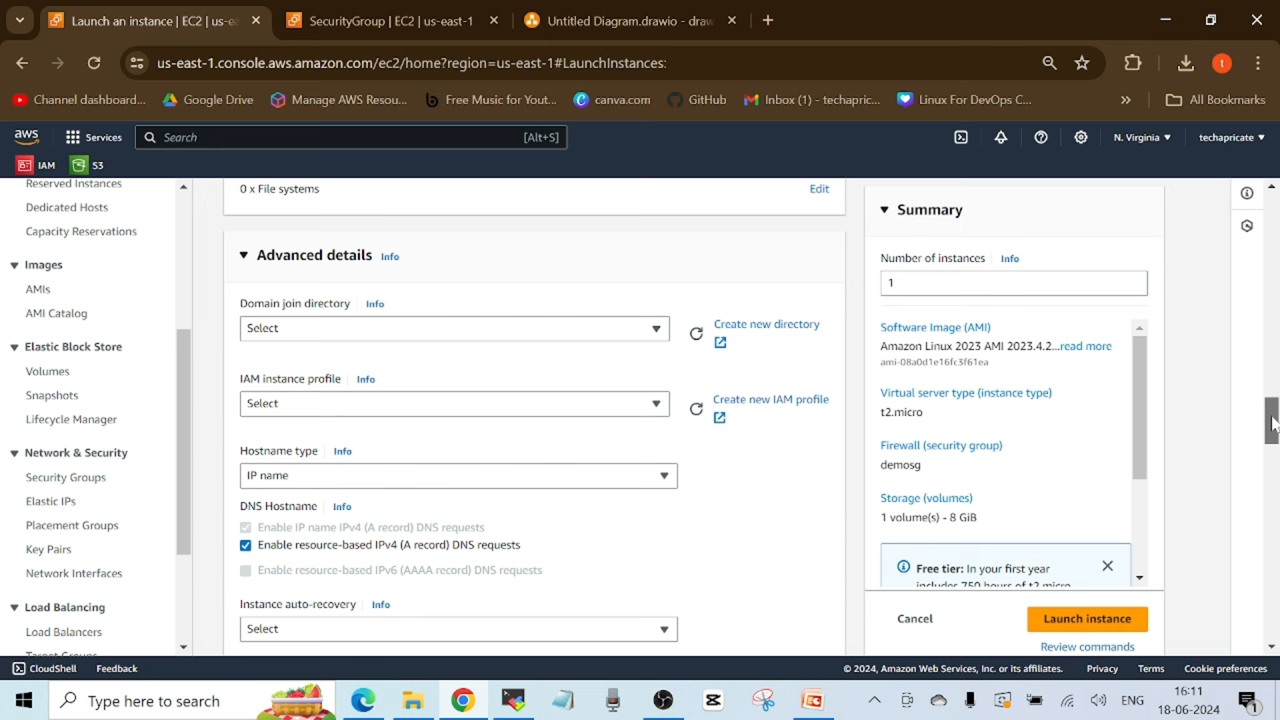 Launch an instance | EC2 | us-ea
SecurityGroup | EC2 | us-east-1
Untitled Diagram.drawio - draw
us-east-1.console.aws.amazon.com/ec2/home?region=us-east-1#LaunchInstances:
Channel dashboard...
Google Drive
Manage AWS Resou...
Free Music for Yout...
canva.com
GitHub
Inbox (1) - techapric...
Linux For DevOps C...
All Bookmarks
aws
Services
Search
[Alt+S]
N. Virginia
techapricate
IAM
S3
Reserved Instances
Dedicated Hosts
Capacity Reservations
Images
AMIs
AMI Catalog
Elastic Block Store
Volumes
Snapshots
Lifecycle Manager
Network & Security
Security Groups
Elastic IPs
Placement Groups
Key Pairs
Network Interfaces
Load Balancing
Load Balancers
Target Groups
0 x File systems
Edit
Advanced details
Info
Domain join directory
Info
Select
Create new directory
IAM instance profile
Info
Select
Create new IAM profile
Hostname type
Info
IP name
DNS Hostname
Info
Enable IP name IPv4 (A record) DNS requests
Enable resource-based IPv4 (A record) DNS requests
Enable resource-based IPv6 (AAAA record) DNS requests
Instance auto-recovery
Info
Select
Summary
Number of instances
Info
1
Software Image (AMI)
Amazon Linux 2023 AMI 2023.4.2...read more
ami-08a0d1e16fc3f61ea
Virtual server type (instance type)
t2.micro
Firewall (security group)
demosg
Storage (volumes)
1 volume(s) - 8 GiB
Free tier: In your first year
includes 750 hours of t2.micro
Cancel
Launch instance
Review commands
CloudShell
Feedback
© 2024, Amazon Web Services, Inc. or its affiliates.
Privacy
Terms
Cookie preferences
Type here to search
ENG
16:11
18-06-2024
1